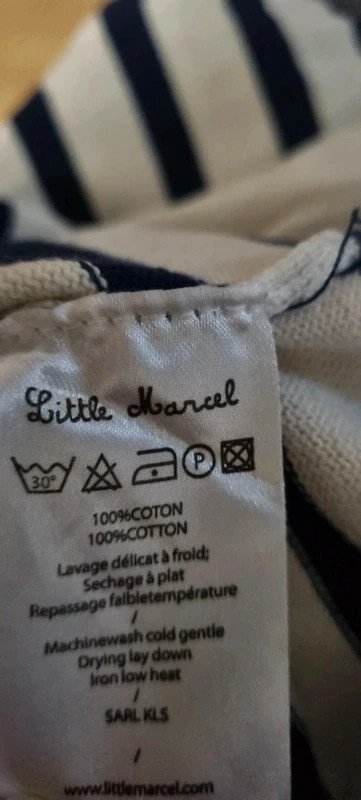 Little Marcel
30°
P
100%COTON
100%COTTON
Lavage délicat à froid;
Sechage à plat
Repassage faibletempérature
/
Machinewash cold gentle
Drying lay down
Iron low heat
/
SARL KLS
/
www.littlemarcel.com